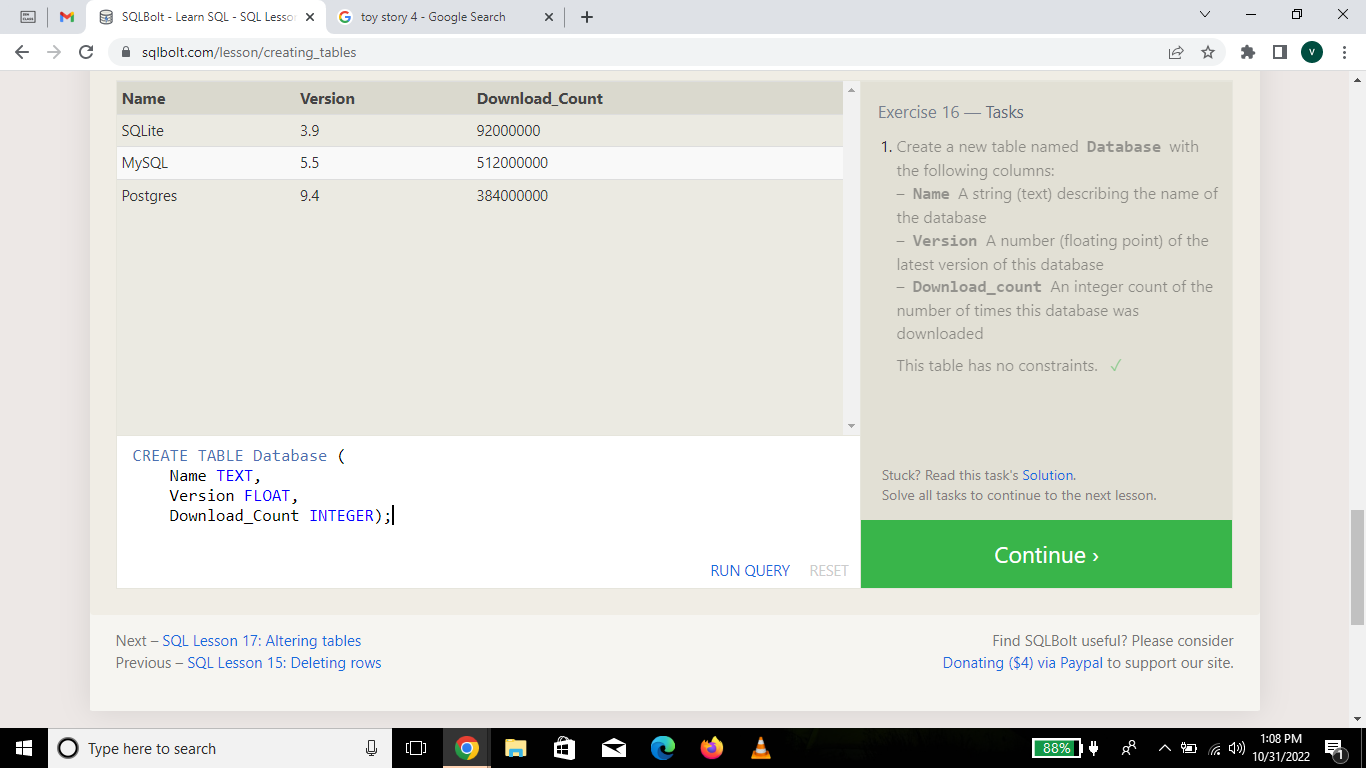 SQLBolt - Learn SQL - SQL Lesso
toy story 4 - Google Search
sqlbolt.com/lesson/creating_tables
V
Name Version Download_Count
SQLite 3.9 92000000
MySQL 5.5 512000000
Postgres 9.4 384000000
Exercise 16 — Tasks
1. Create a new table named Database with
the following columns:
– Name A string (text) describing the name of
the database
– Version A number (floating point) of the
latest version of this database
– Download_count An integer count of the
number of times this database was
downloaded
This table has no constraints. ✓
CREATE TABLE Database (
Name TEXT,
Version FLOAT,
Download_Count INTEGER);
RUN QUERY RESET
Stuck? Read this task's Solution.
Solve all tasks to continue to the next lesson.
Continue ›
Next – SQL Lesson 17: Altering tables
Previous – SQL Lesson 15: Deleting rows
Find SQLBolt useful? Please consider
Donating ($4) via Paypal to support our site.
Type here to search
88%
1:08 PM
10/31/2022
1